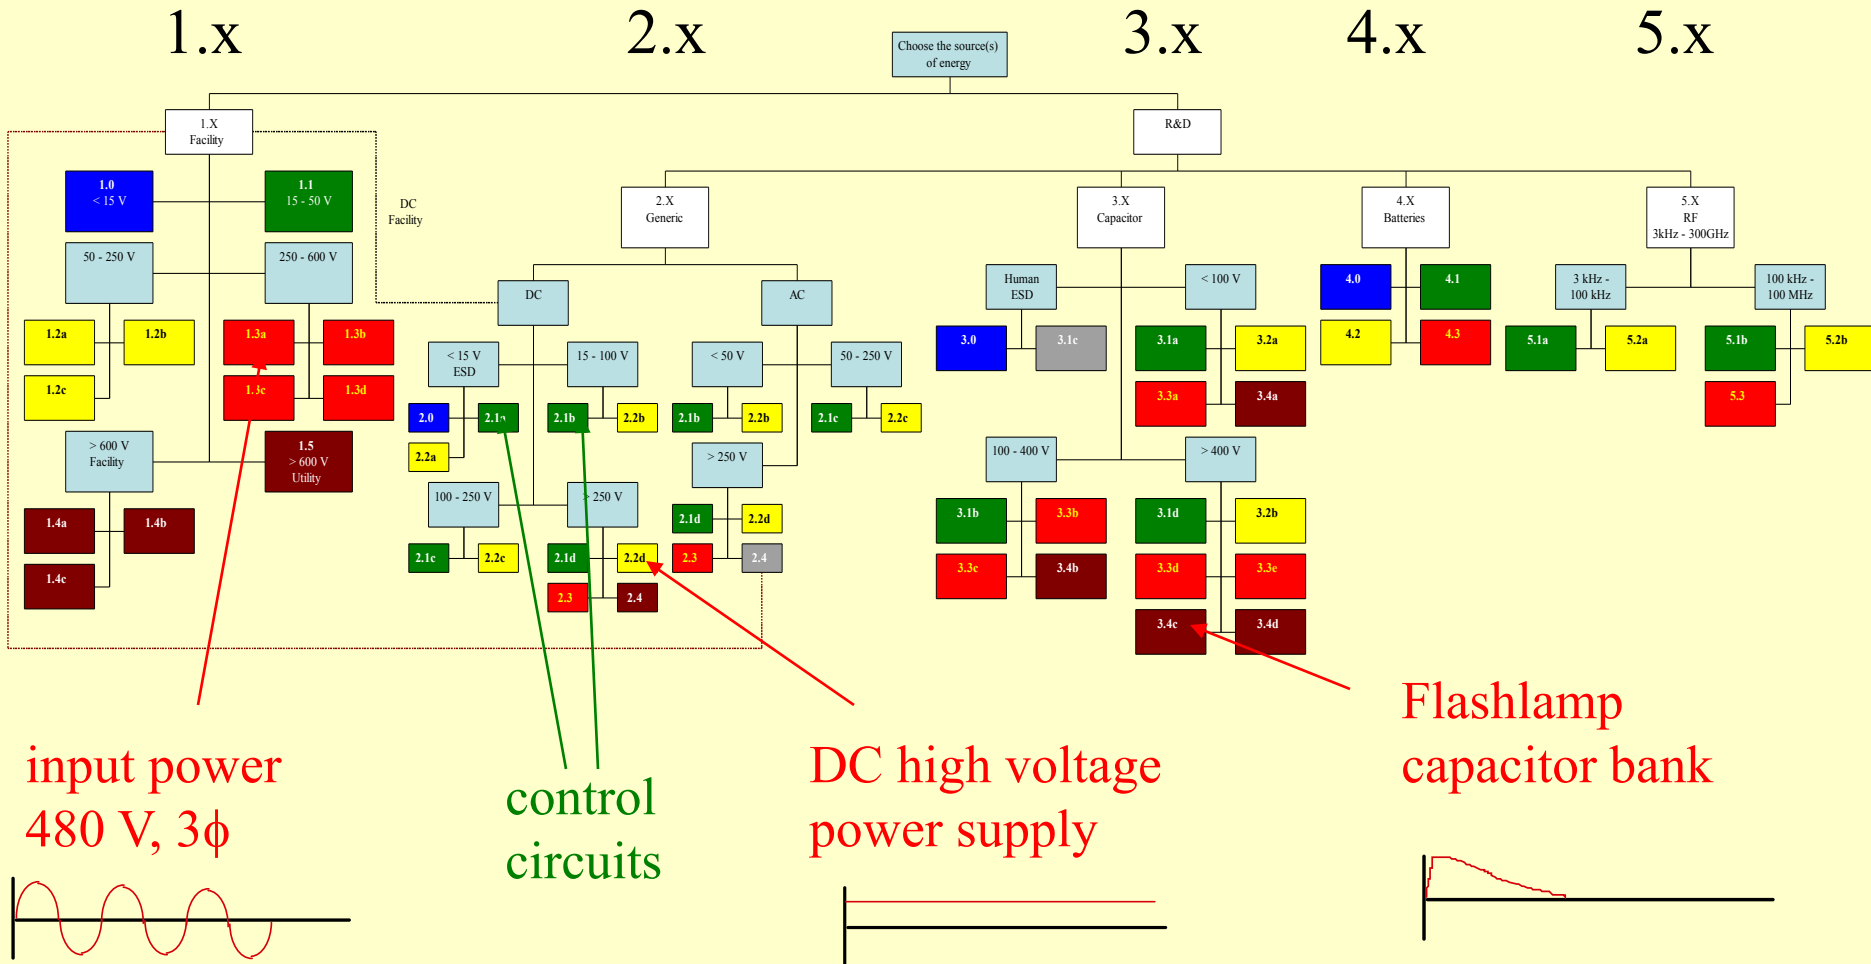 1.x
2.x
3.x
4.x
5.x
Choose the source(s)
of energy
1.X
Facility
R&D
1.0
< 15 V
1.1
15 - 50 V
DC
Facility
50 - 250 V
250 - 600 V
1.2a
1.2b
1.2c
1.3a
1.3b
1.3c
1.3d
> 600 V
Facility
1.5
> 600 V
Utility
1.4a
1.4b
1.4c
2.X
Generic
DC
AC
< 15 V
ESD
15 - 100 V
2.0
2.1a
2.2a
2.1b
2.2b
100 - 250 V
> 250 V
2.1c
2.2c
2.1d
2.2d
2.3
2.4
< 50 V
50 - 250 V
2.1b
2.2b
2.1c
2.2c
> 250 V
2.1d
2.2d
2.3
2.4
3.X
Capacitor
Human
ESD
< 100 V
3.0
3.1c
3.1a
3.2a
3.3a
3.4a
100 - 400 V
> 400 V
3.1b
3.3b
3.3c
3.4b
3.1d
3.2b
3.3d
3.3e
3.4c
3.4d
4.X
Batteries
4.0
4.1
4.2
4.3
5.X
RF
3kHz - 300GHz
3 kHz -
100 kHz
100 kHz -
100 MHz
5.1a
5.2a
5.1b
5.2b
5.3
input power
480 V, 3ϕ
control
circuits
DC high voltage
power supply
Flashlamp
capacitor bank